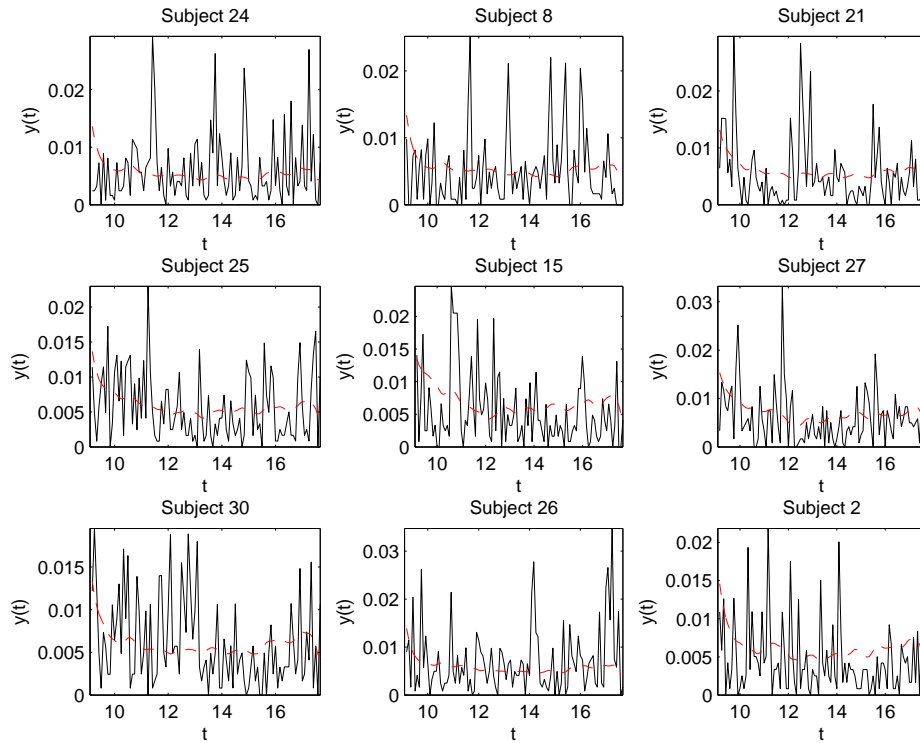 Subject 24
Subject 8
Subject 21
y(t)
0.02
0.01
0
10
12
14
16
t
y(t)
0.02
0.01
0
10
12
14
16
t
y(t)
0.02
0.01
0
10
12
14
16
t
Subject 25
Subject 15
Subject 27
y(t)
0.02
0.015
0.01
0.005
0
10
12
14
16
t
y(t)
0.02
0.015
0.01
0.005
0
10
12
14
16
t
y(t)
0.03
0.02
0.01
0
10
12
14
16
t
Subject 30
Subject 26
Subject 2
y(t)
0.015
0.01
0.005
0
10
12
14
16
t
y(t)
0.03
0.02
0.01
0
10
12
14
16
t
y(t)
0.02
0.015
0.01
0.005
0
10
12
14
16
t